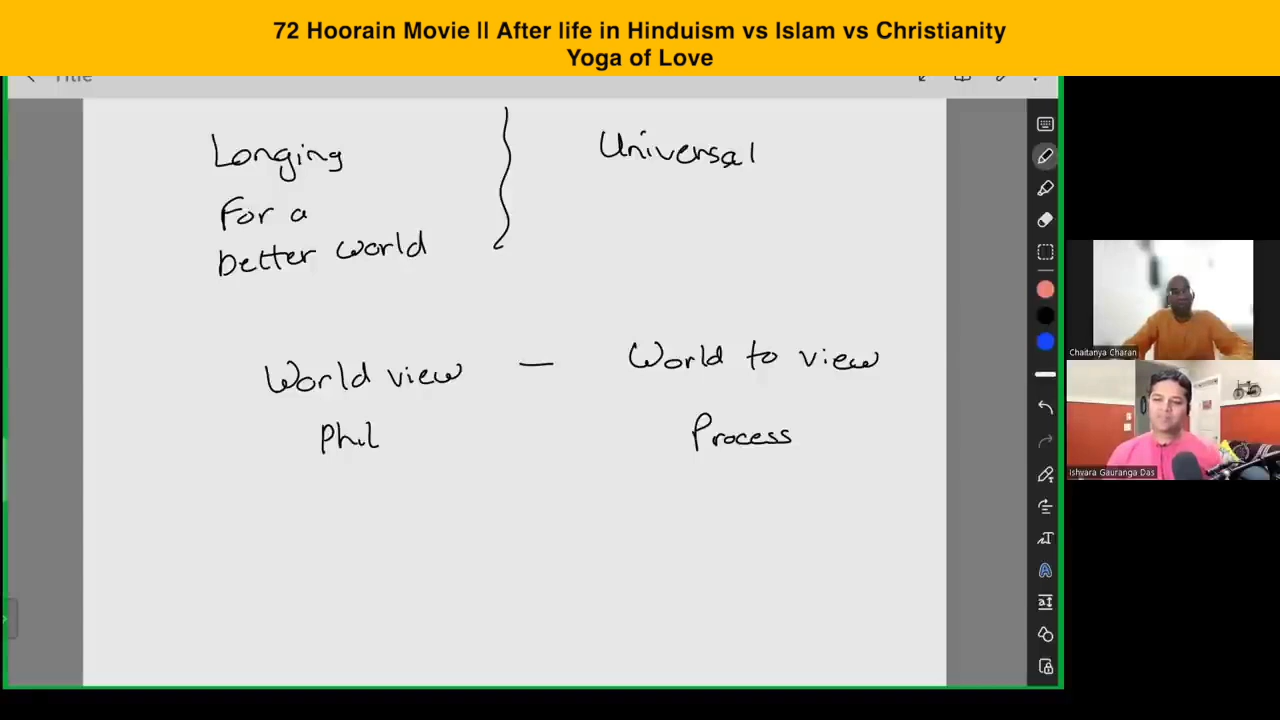 72 Hoorain Movie || After life in Hinduism vs Islam vs Christianity
Yoga of Love
Title
Longing
for a
better world
Universal
World view — World to view
Phil
Process
Chaitanya Charan
Ishvara Gauranga Das